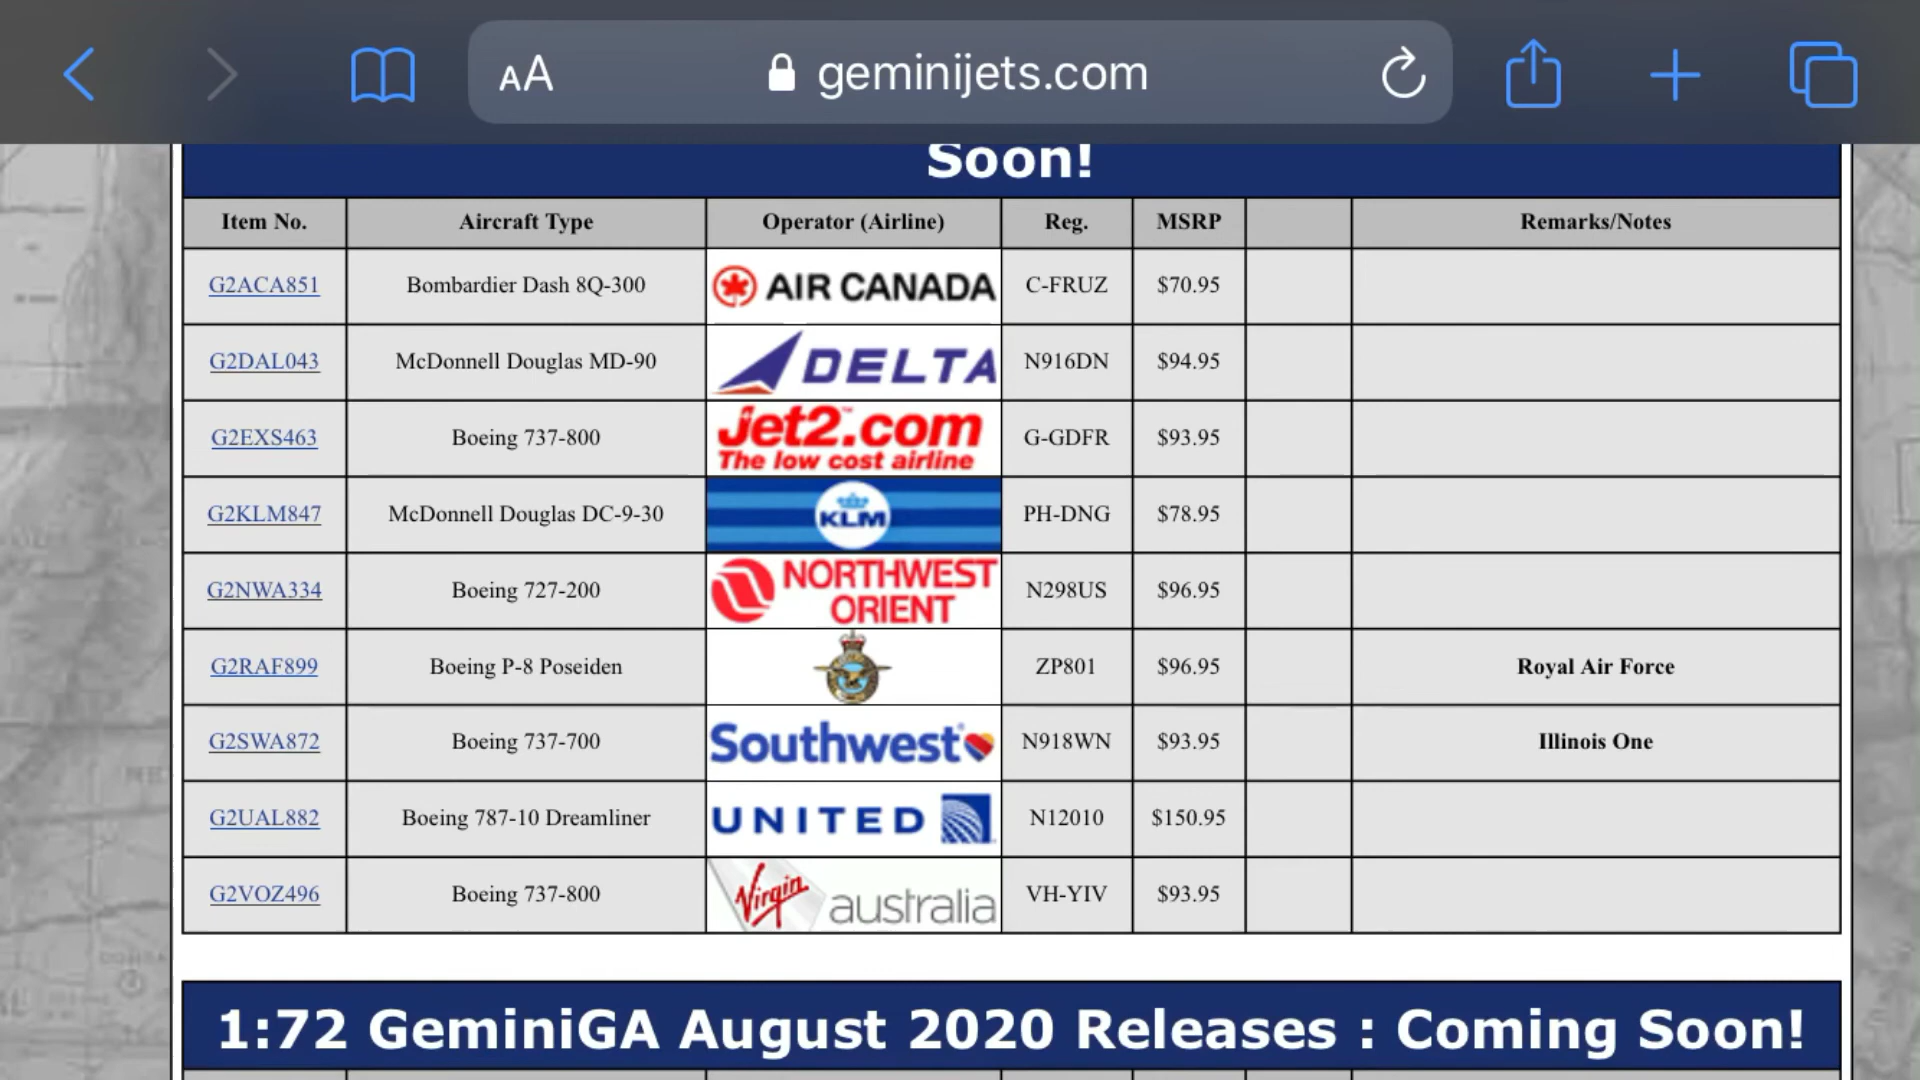 AA geminijets.com
Soon!
Item No. Aircraft Type Operator (Airline) Reg. MSRP Remarks/Notes
G2ACA851 Bombardier Dash 8Q-300 AIR CANADA C-FRUZ $70.95
G2DAL043 McDonnell Douglas MD-90 DELTA N916DN $94.95
G2EXS463 Boeing 737-800 Jet2.com The low cost airline G-GDFR $93.95
G2KLM847 McDonnell Douglas DC-9-30 KLM PH-DNG $78.95
G2NWA334 Boeing 727-200 NORTHWEST ORIENT N298US $96.95
G2RAF899 Boeing P-8 Poseiden ZP801 $96.95 Royal Air Force
G2SWA872 Boeing 737-700 Southwest N918WN $93.95 Illinois One
G2UAL882 Boeing 787-10 Dreamliner UNITED N12010 $150.95
G2VOZ496 Boeing 737-800 Virgin australia VH-YIV $93.95
1:72 GeminiGA August 2020 Releases : Coming Soon!